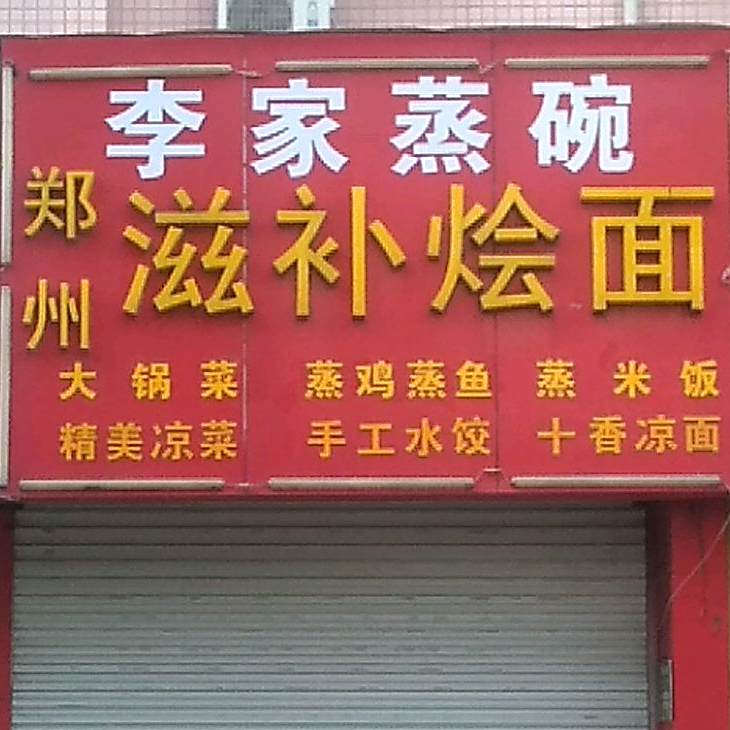 李家蒸碗
郑州
滋补烩面
大锅菜 蒸鸡蒸鱼 蒸米饭
精美凉菜 手工水饺 十香凉面